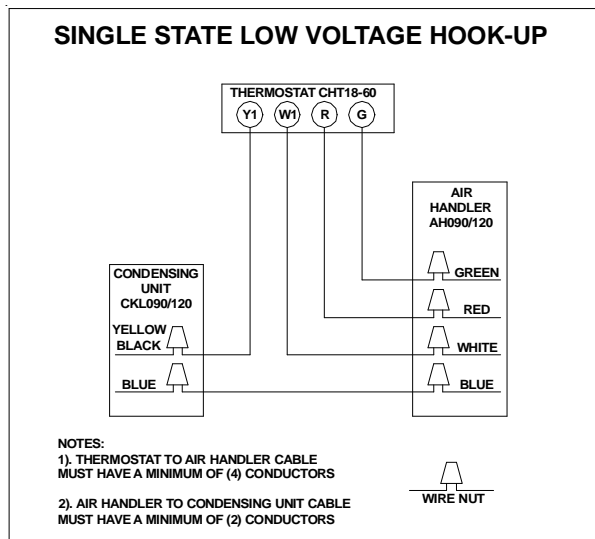 SINGLE STATE LOW VOLTAGE HOOK-UP
THERMOSTAT CHT18-60
Y1 W1 R G
AIR
HANDLER
AH090/120
GREEN
RED
WHITE
BLUE
CONDENSING
UNIT
CKL090/120
YELLOW
BLACK
BLUE
NOTES:
1). THERMOSTAT TO AIR HANDLER CABLE
MUST HAVE A MINIMUM OF (4) CONDUCTORS
2). AIR HANDLER TO CONDENSING UNIT CABLE
MUST HAVE A MINIMUM OF (2) CONDUCTORS
WIRE NUT